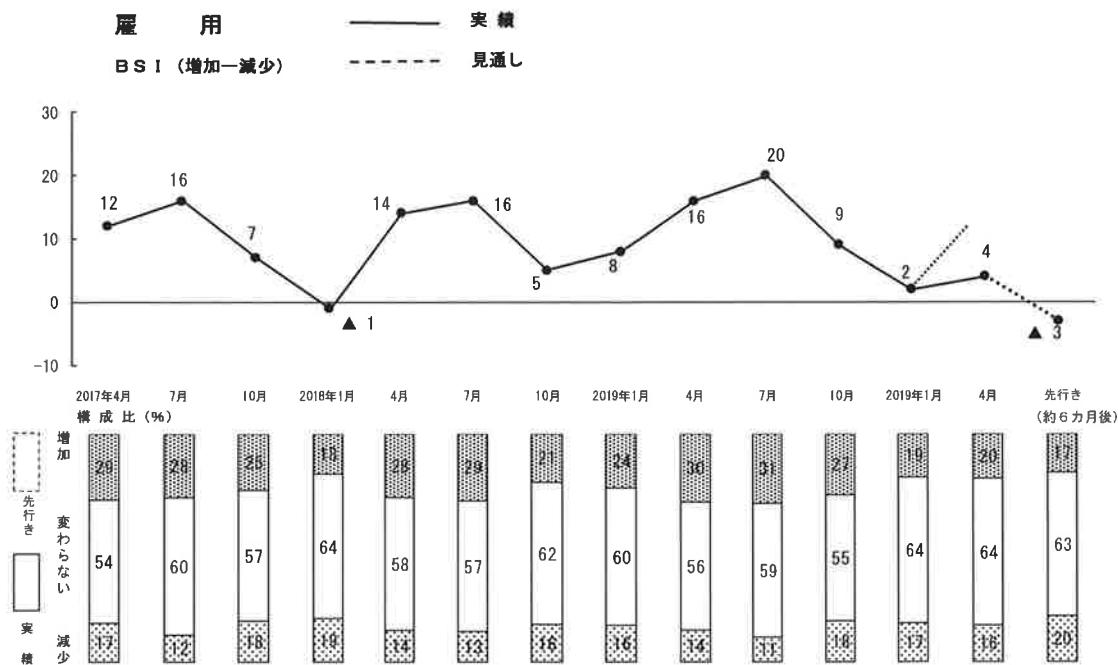 雇 用
実 績
BSI(増加―減少)
見通し
30
20
10
0
-10
12
16
7
▲ 1
14
16
5
8
16
20
9
2
4
▲ 3
2017年4月 7月 10月 2018年1月 4月 7月 10月 2019年1月 4月 7月 10月 2019年1月 4月 先行き
構 成 比(%)
(約6カ月後)
増加
変わらない
減少
先行き
実 績
29 28 25 18 28 29 21 24 30 31 27 19 20 17
54 60 57 64 58 57 62 60 56 59 55 64 64 63
17 12 18 19 14 13 16 16 14 11 18 17 16 20